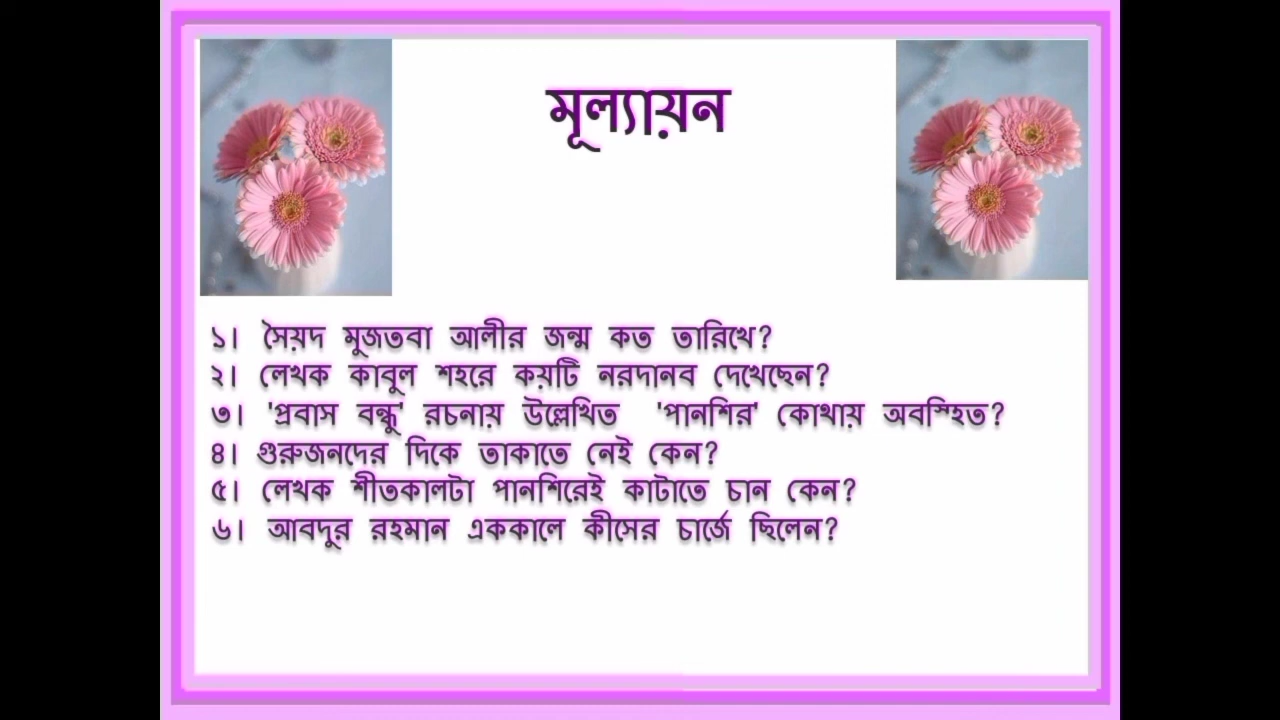 মূল্যায়ন
১। সৈয়দ মুজতবা আলীর জন্ম কত তারিখে?
২। লেখক কাবুল শহরে কয়টি নরদানব দেখেছেন?
৩। 'প্রবাস বন্ধু' রচনায় উল্লেখিত 'পানশির' কোথায় অবস্হিত?
৪। গুরুজনদের দিকে তাকাতে নেই কেন?
৫। লেখক শীতকালটা পানশিরেই কাটাতে চান কেন?
৬। আবদুর রহমান এককালে কীসের চার্জে ছিলেন?